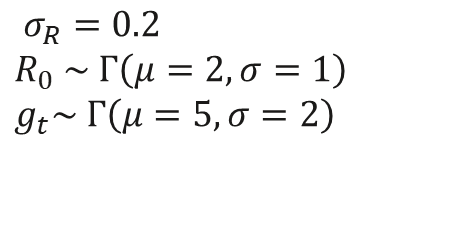 σ_R = 0.2
R_0 ~ Γ(μ = 2, σ = 1)
g_t ~ Γ(μ = 5, σ = 2)